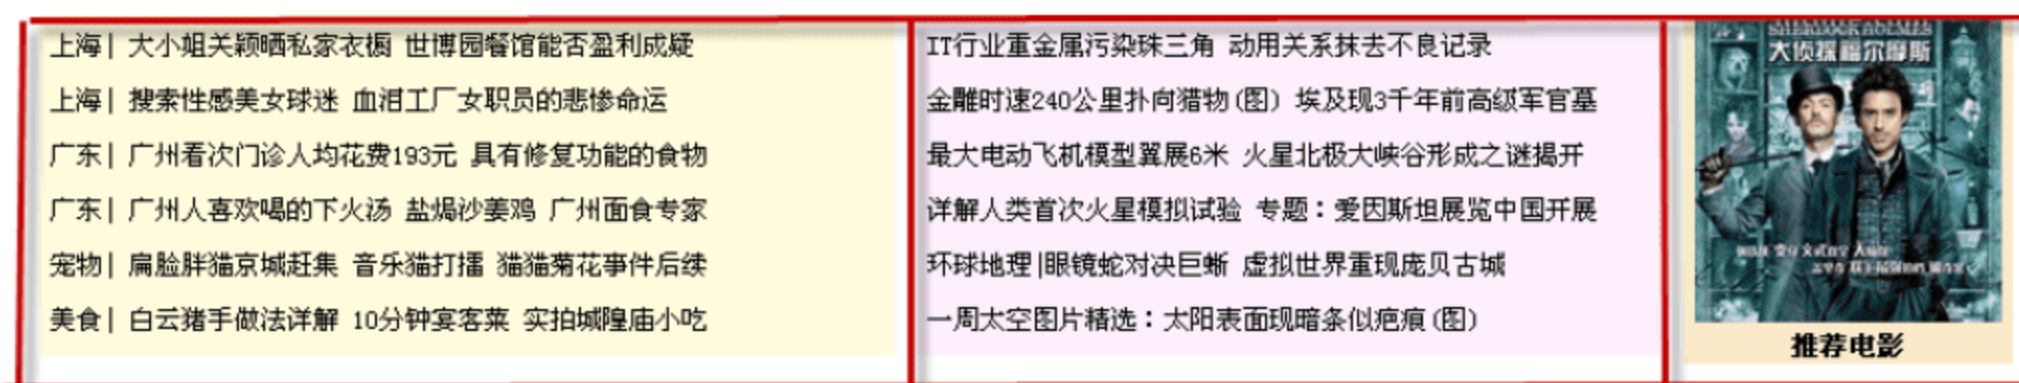 上海| 大小姐关颖晒私家衣橱 世博园餐馆能否盈利成疑
上海| 搜索性感美女球迷 血泪工厂女职员的悲惨命运
广东| 广州看次门诊人均花费193元 具有修复功能的食物
广东| 广州人喜欢喝的下火汤 盐焗沙姜鸡 广州面食专家
宠物| 扁脸胖猫京城赶集 音乐猫打擂 猫猫菊花事件后续
美食| 白云猪手做法详解 10分钟宴客菜 实拍城隍庙小吃
IT行业重金属污染珠三角 动用关系抹去不良记录
金雕时速240公里扑向猎物(图) 埃及现3千年前高级军官墓
最大电动飞机模型翼展6米 火星北极大峡谷形成之谜揭开
详解人类首次火星模拟试验 专题：爱因斯坦展览中国开展
环球地理|眼镜蛇对决巨蜥 虚拟世界重现庞贝古城
一周太空图片精选：太阳表面现暗条似疤痕(图)
SHERLOCK HOLMES
大侦探福尔摩斯
推荐电影